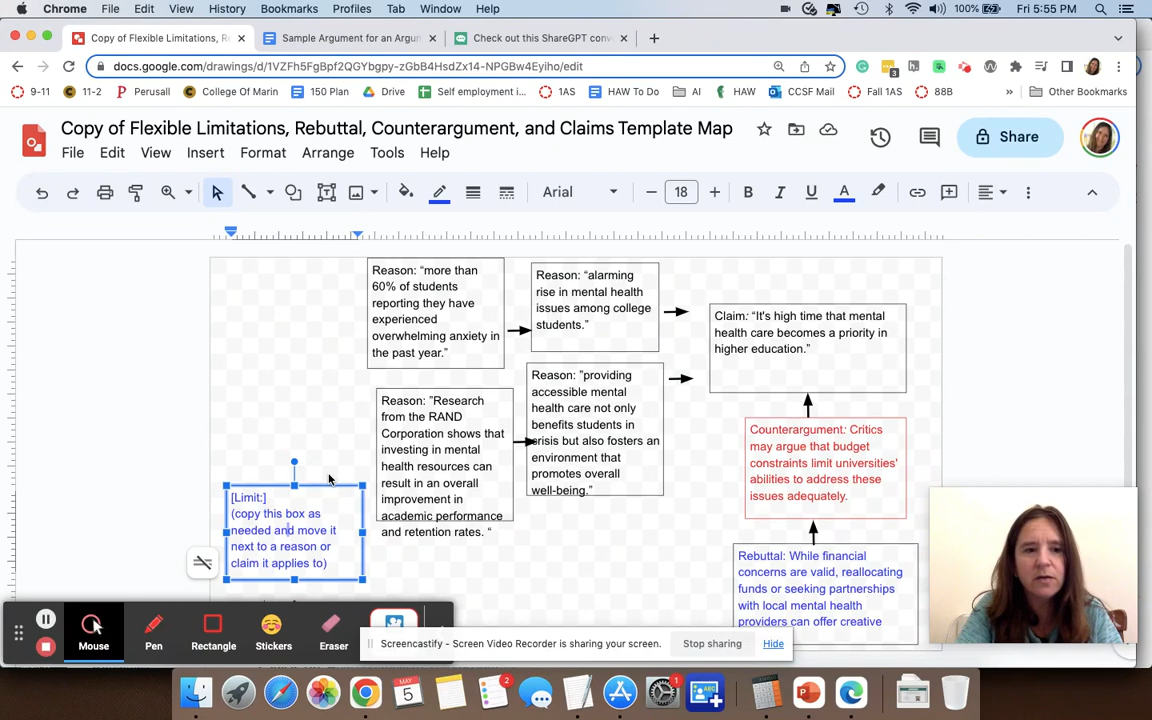 Chrome File Edit View History Bookmarks Profiles Tab Window Help 100% Fri 5:55 PM
Copy of Flexible Limitations, R
Sample Argument for an Argu
Check out this ShareGPT conv
docs.google.com/drawings/d/1VZFh5FgBpf2QGYbgpy-zGbB4HsdZx14-NPGBw4Eyiho/edit
3
9-11 11-2 Perusall College Of Marin 150 Plan Drive Self employment i 1AS HAW To Do AI HAW CCSF Mail Fall 1AS 88B » Other Bookmarks
Copy of Flexible Limitations, Rebuttal, Counterargument, and Claims Template Map
Share
File Edit View Insert Format Arrange Tools Help
Arial 18 B I U A
Reason: “more than
60% of students
reporting they have
experienced
overwhelming anxiety in
the past year.”
Reason: “alarming
rise in mental health
issues among college
students.”
Claim: “It's high time that mental
health care becomes a priority in
higher education.”
Reason: ”Research
from the RAND
Corporation shows that
investing in mental
health resources can
result in an overall
improvement in
academic performance
and retention rates. “
Reason: ”providing
accessible mental
health care not only
benefits students in
crisis but also fosters an
environment that
promotes overall
well-being.”
Counterargument: Critics
may argue that budget
constraints limit universities'
abilities to address these
issues adequately.
[Limit:]
(copy this box as
needed and move it
next to a reason or
claim it applies to)
Rebuttal: While financial
concerns are valid, reallocating
funds or seeking partnerships
with local mental health
providers can offer creative
Mouse Pen Rectangle Stickers Eraser
Screencastify - Screen Video Recorder is sharing your screen. Stop sharing Hide
MAY
5
2
1
ABC